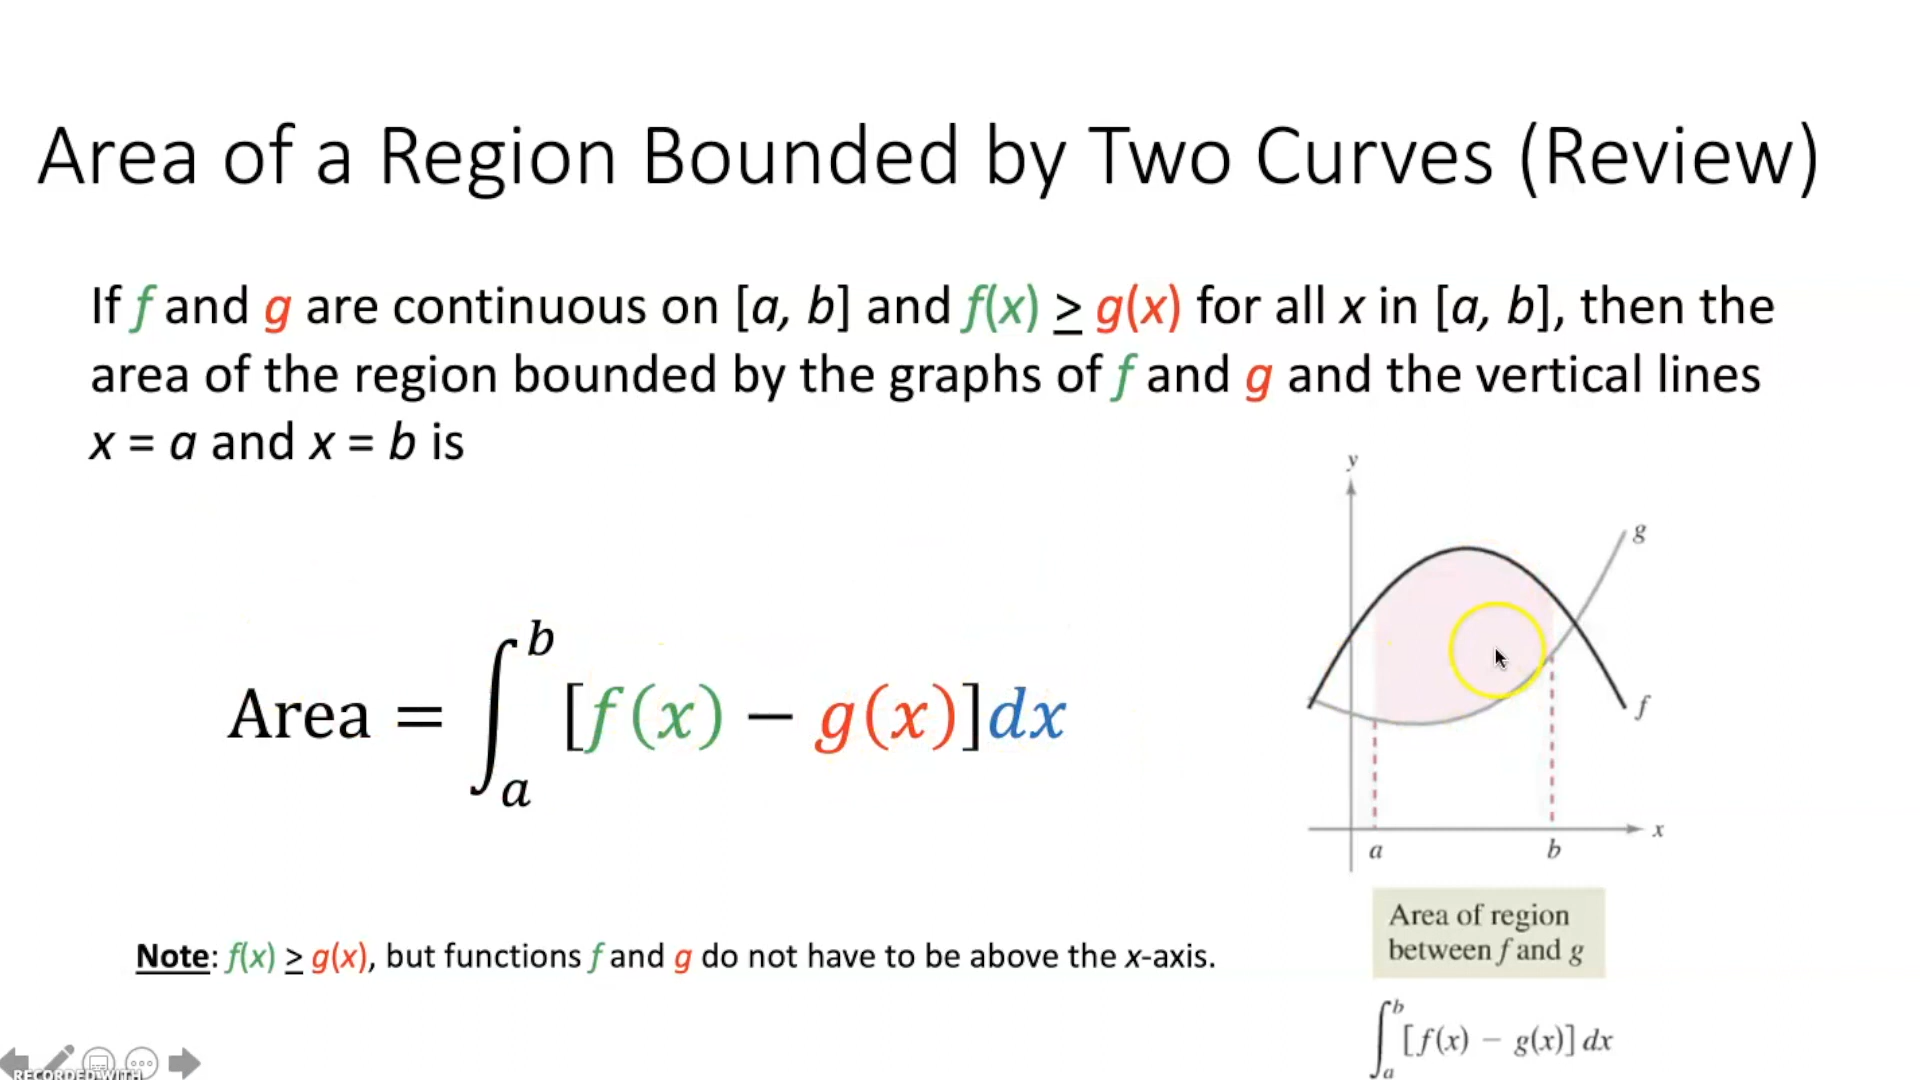 Area of a Region Bounded by Two Curves (Review)
If f and g are continuous on [a, b] and f(x) ≥ g(x) for all x in [a, b], then the
area of the region bounded by the graphs of f and g and the vertical lines
x = a and x = b is
Area = ∫_a^b [f(x) − g(x)]dx
y
g
f
x
a b
Area of region
between f and g
∫_a^b [f(x) − g(x)] dx
Note: f(x) ≥ g(x), but functions f and g do not have to be above the x-axis.
RECORDED WITH